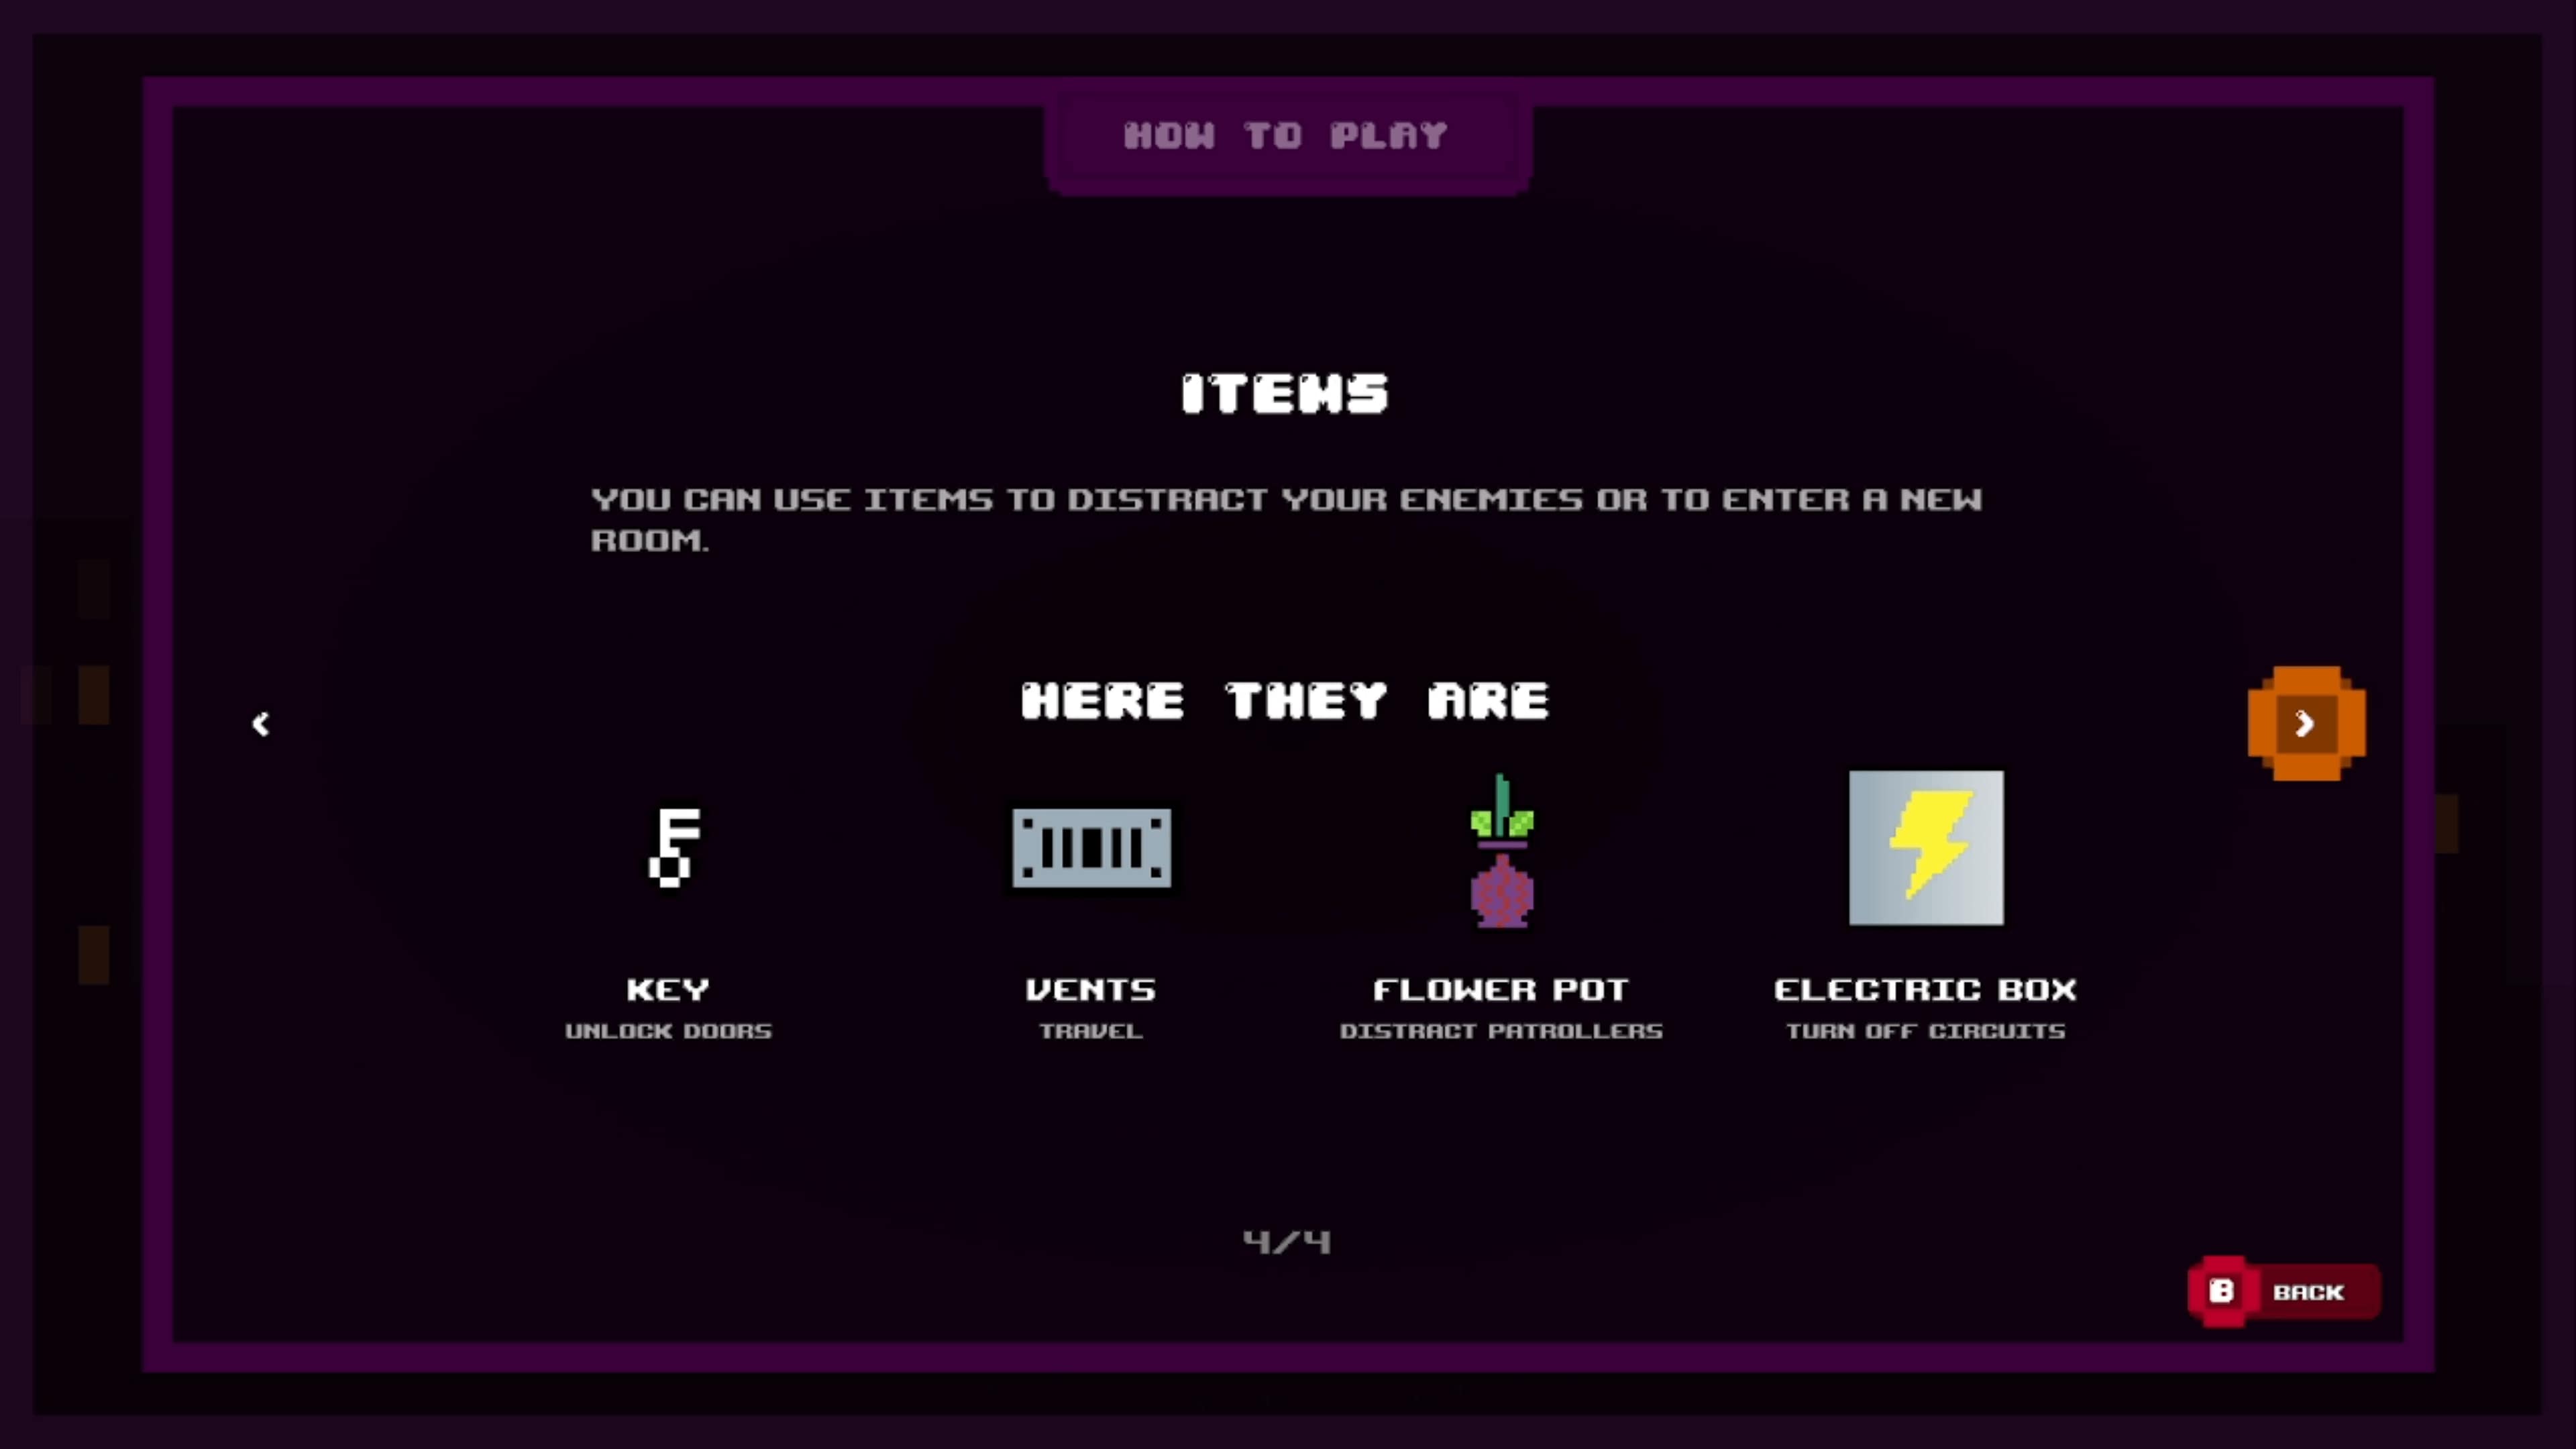 HOW TO PLAY
ITEMS
YOU CAN USE ITEMS TO DISTRACT YOUR ENEMIES OR TO ENTER A NEW
ROOM.
HERE THEY ARE
KEY
UNLOCK DOORS
VENTS
TRAVEL
FLOWER POT
DISTRACT PATROLLERS
ELECTRIC BOX
TURN OFF CIRCUITS
4/4
B BACK